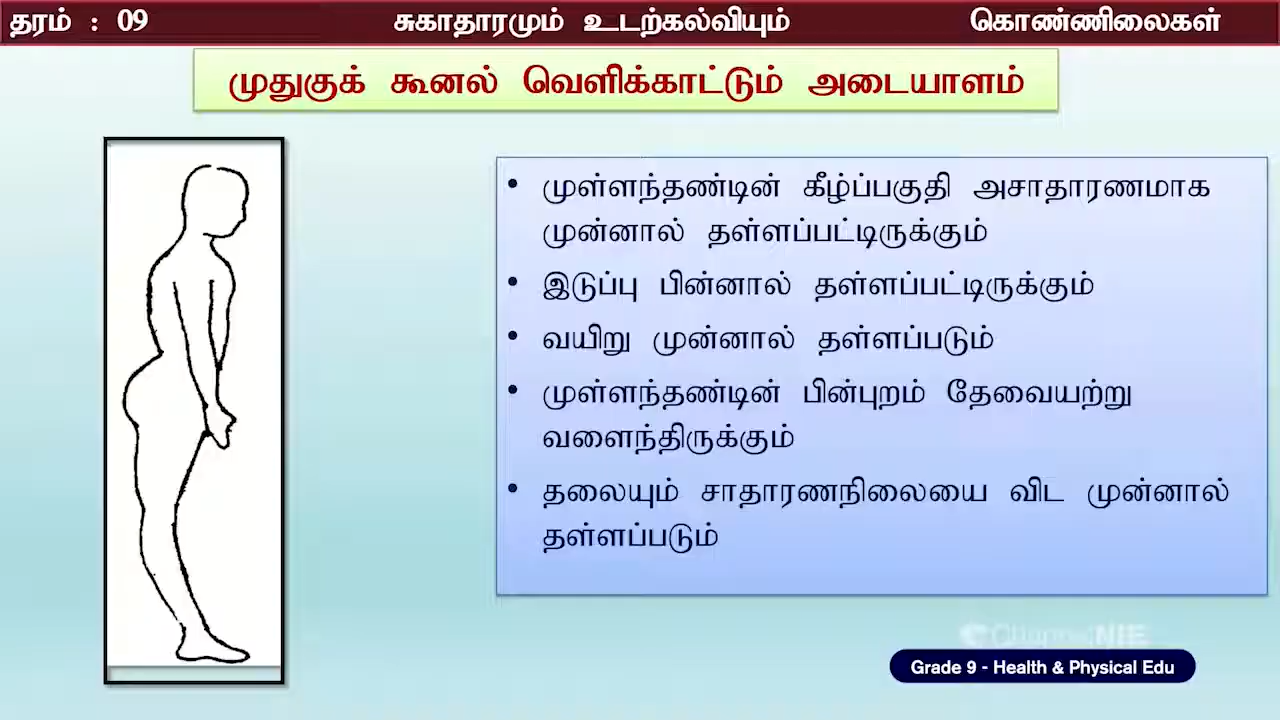 தரம் : 09 சுகாதாரமும் உடற்கல்வியும் கொண்ணிலைகள்
முதுகுக் கூனல் வெளிக்காட்டும் அடையாளம்
• முள்ளந்தண்டின் கீழ்ப்பகுதி அசாதாரணமாக
முன்னால் தள்ளப்பட்டிருக்கும்
• இடுப்பு பின்னால் தள்ளப்பட்டிருக்கும்
• வயிறு முன்னால் தள்ளப்படும்
• முள்ளந்தண்டின் பின்புறம் தேவையற்று
வளைந்திருக்கும்
• தலையும் சாதாரணநிலையை விட முன்னால்
தள்ளப்படும்
Channel NIE
Grade 9 - Health & Physical Edu